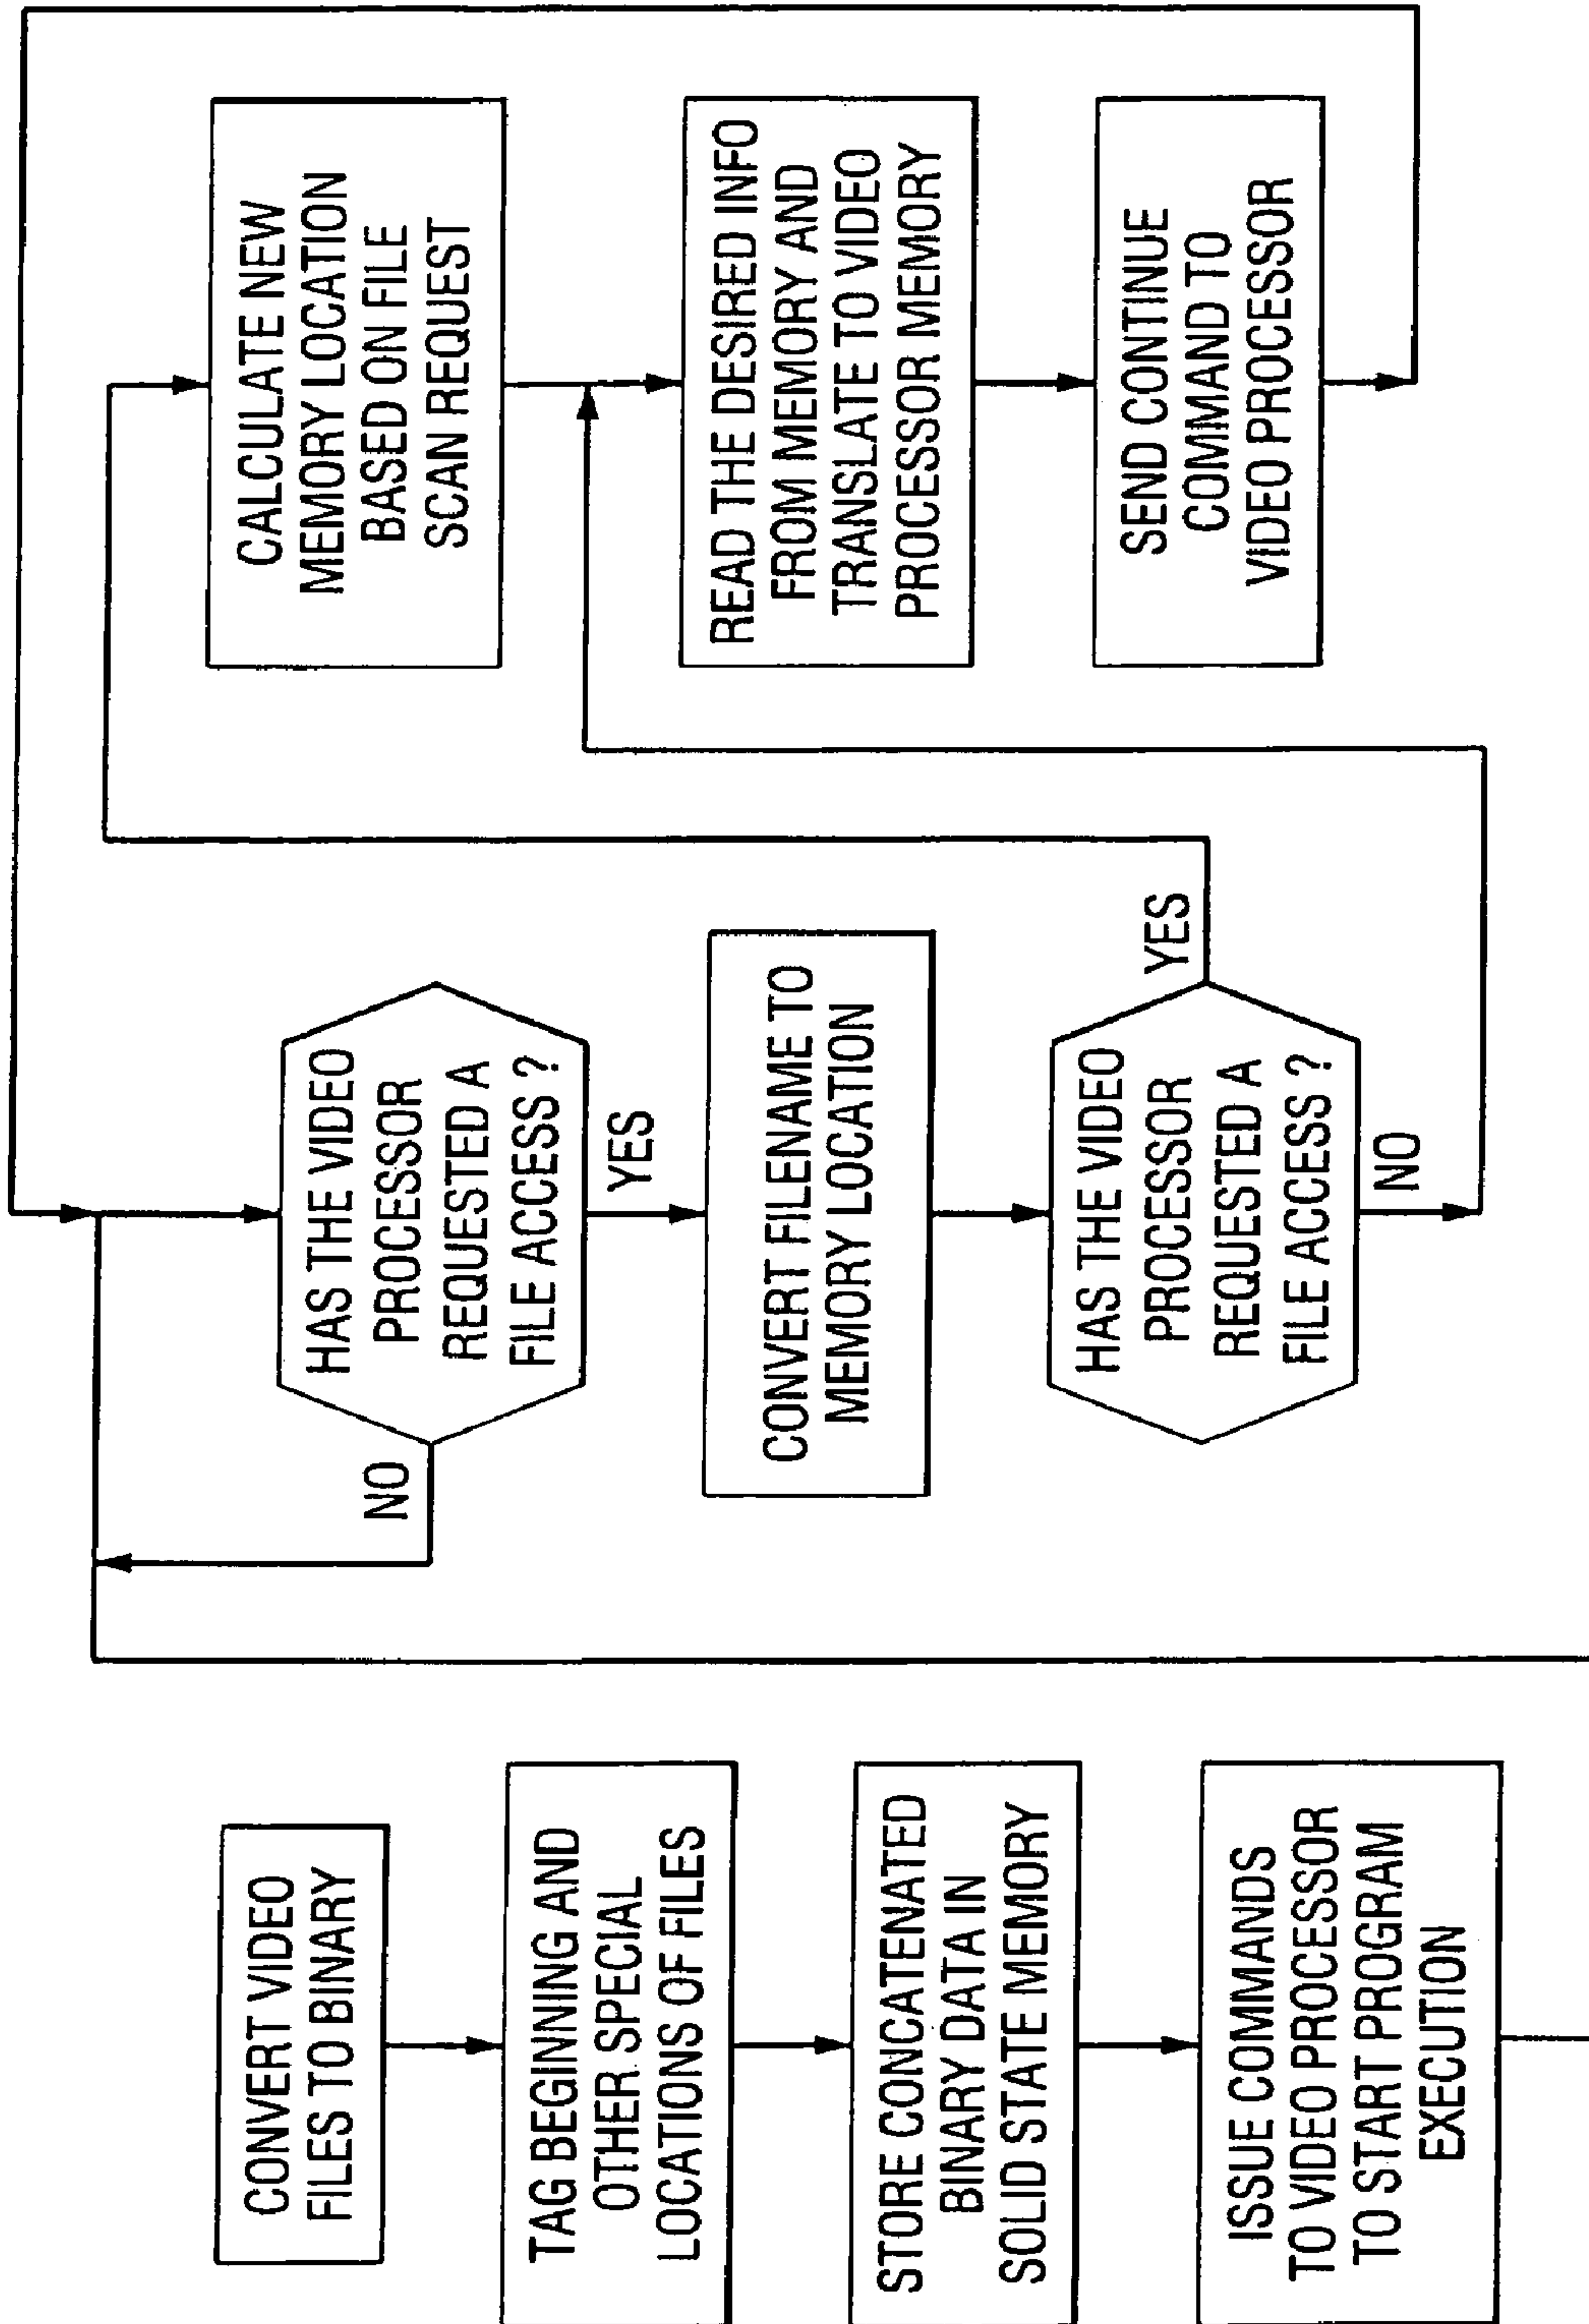 CONVERT VIDEO
FILES TO BINARY
TAG BEGINNING AND
OTHER SPECIAL
LOCATIONS OF FILES
STORE CONCATENATED
BINARY DATA IN
SOLID STATE MEMORY
ISSUE COMMANDS
TO VIDEO PROCESSOR
TO START PROGRAM
EXECUTION
HAS THE VIDEO
PROCESSOR
REQUESTED A
FILE ACCESS ?
NO
YES
CONVERT FILENAME TO
MEMORY LOCATION
HAS THE VIDEO
PROCESSOR
REQUESTED A
FILE ACCESS ?
YES
NO
CALCULATE NEW
MEMORY LOCATION
BASED ON FILE
SCAN REQUEST
READ THE DESIRED INFO
FROM MEMORY AND
TRANSLATE TO VIDEO
PROCESSOR MEMORY
SEND CONTINUE
COMMAND TO
VIDEO PROCESSOR